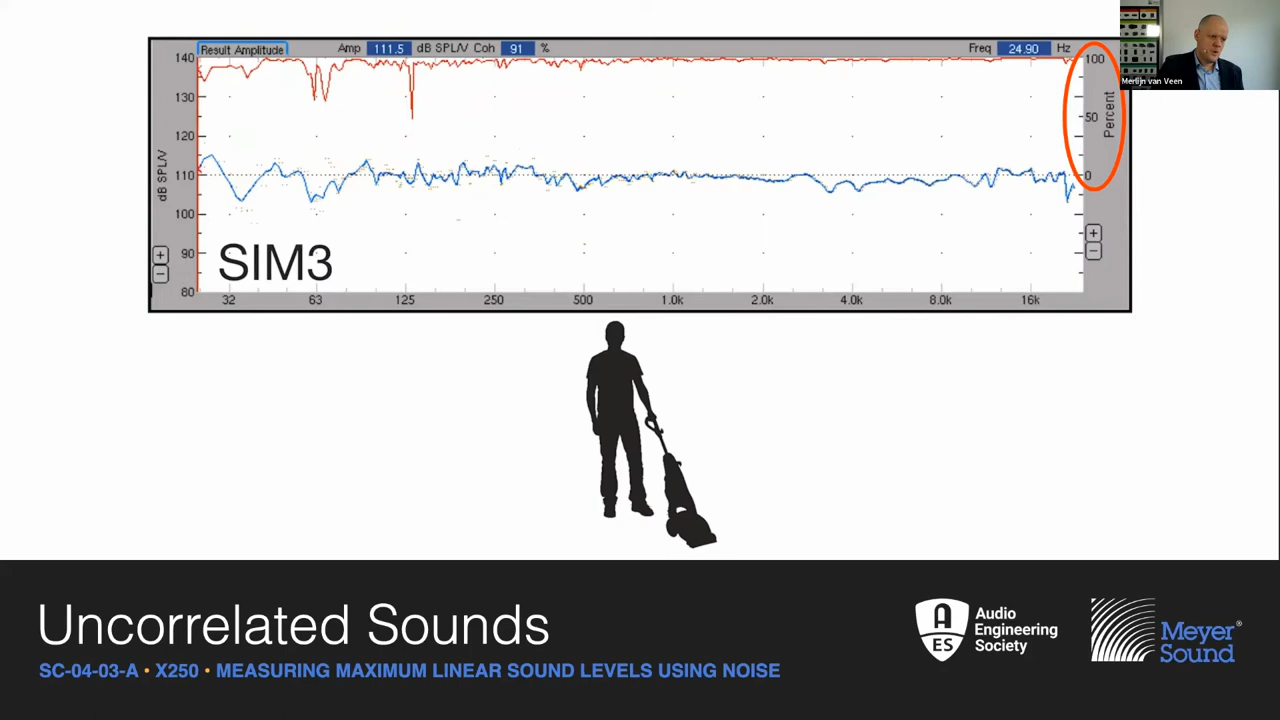 Result Amplitude Amp 111.5 dB SPL/V Coh 91 % Freq 24.90 Hz
140
130
120
110
100
90
80
dB SPL/V
100
50
0
Percent
+
−
+
−
SIM3
32 63 125 250 500 1.0k 2.0k 4.0k 8.0k 16k
Merlijn van Veen
Uncorrelated Sounds
SC-04-03-A • X250 • MEASURING MAXIMUM LINEAR SOUND LEVELS USING NOISE
A
ES
Audio
Engineering
Society
Meyer
Sound®